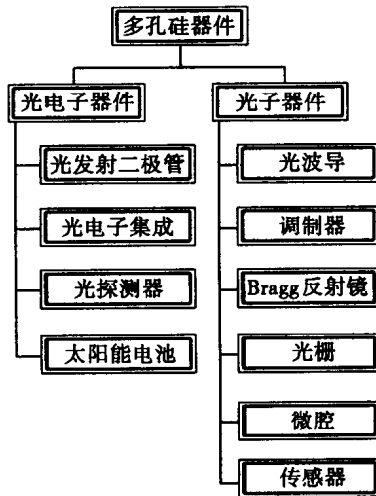 多孔硅器件
光电子器件
光子器件
光发射二极管
光电子集成
光探测器
太阳能电池
光波导
调制器
Bragg反射镜
光栅
微腔
传感器